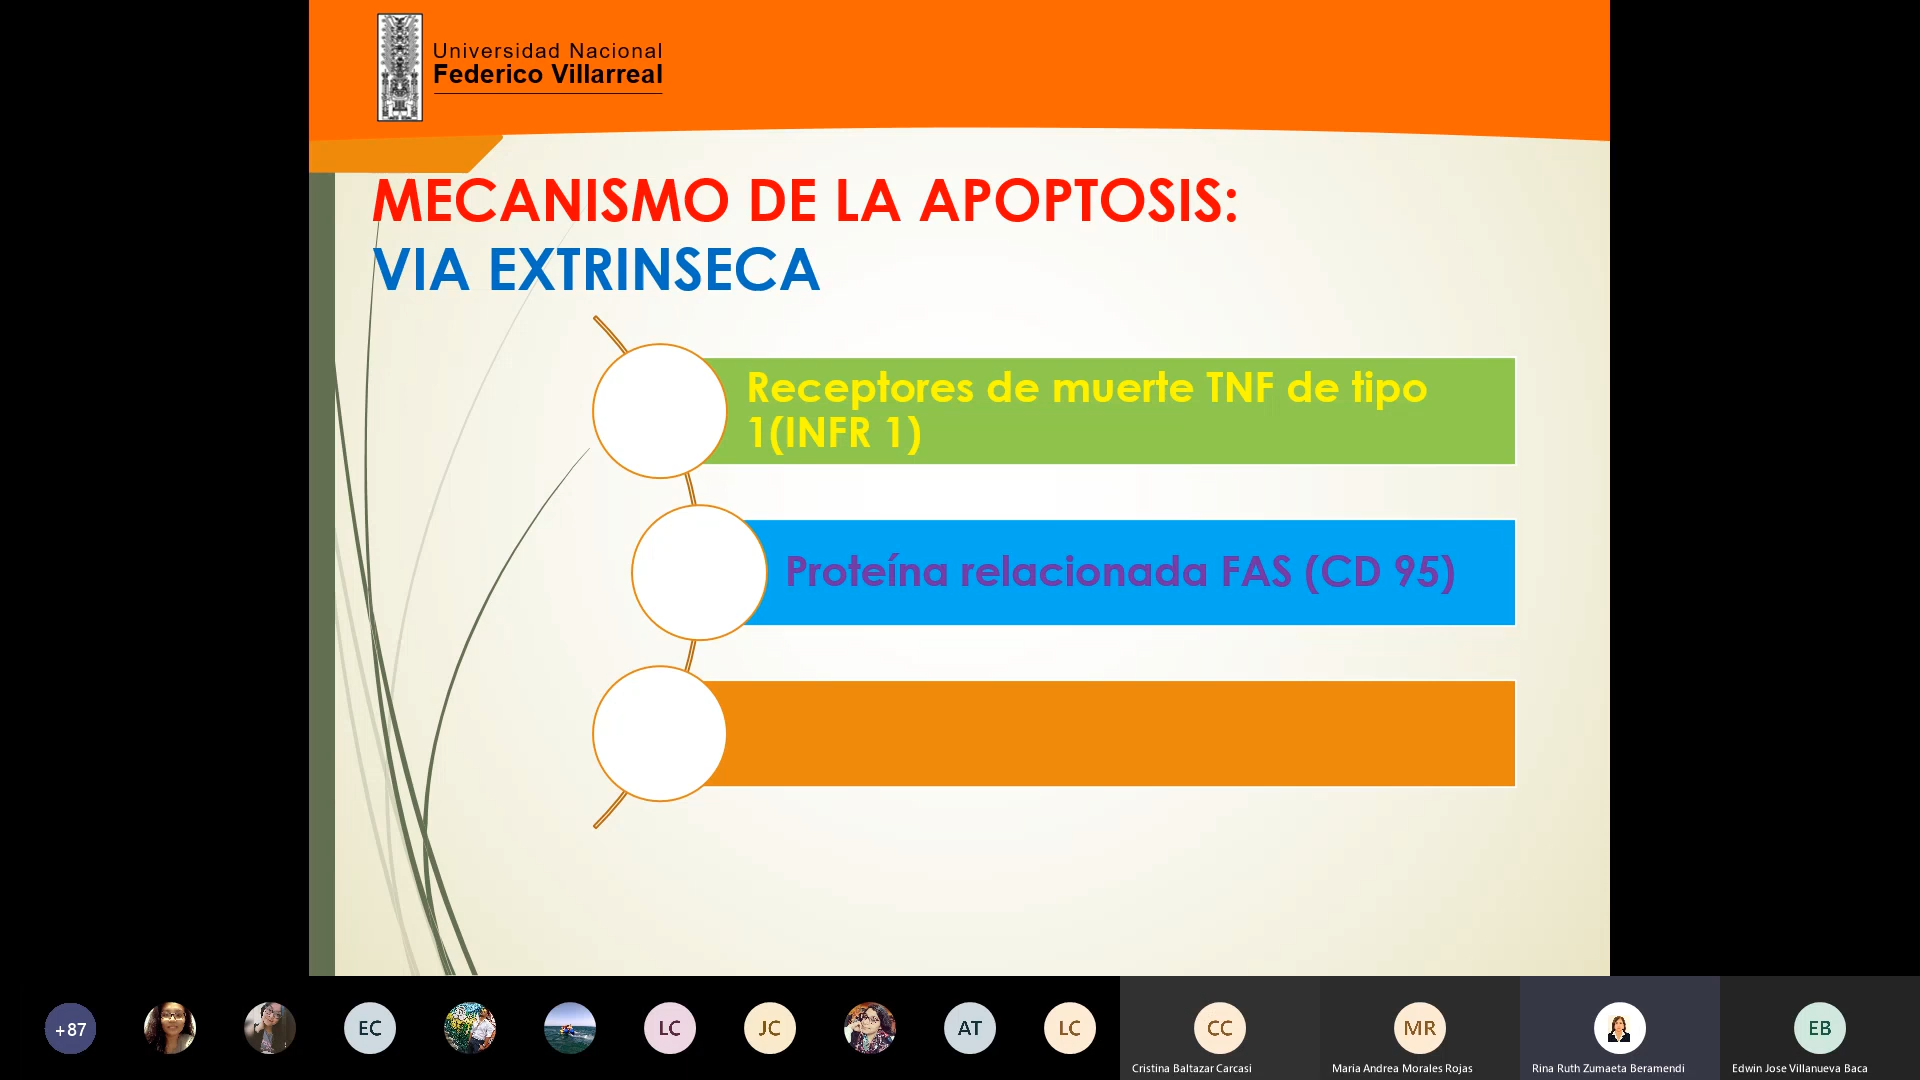 Universidad Nacional
Federico Villarreal
MECANISMO DE LA APOPTOSIS:
VIA EXTRINSECA
Receptores de muerte TNF de tipo
1(INFR 1)
Proteína relacionada FAS (CD 95)
+87
EC
LC
JC
AT
LC
CC
MR
EB
Cristina Baltazar Carcasi
Maria Andrea Morales Rojas
Rina Ruth Zumaeta Beramendi
Edwin Jose Villanueva Baca